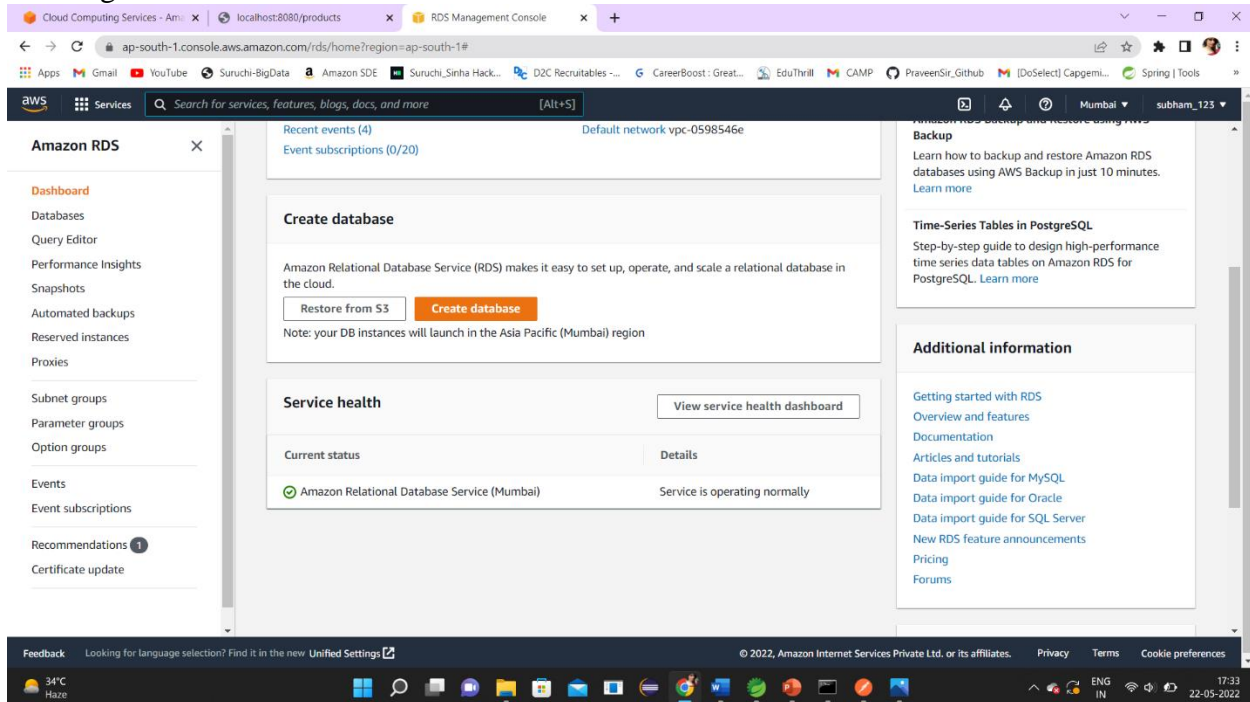 Cloud Computing Services - Am
localhost:8080/products
RDS Management Console
ap-south-1.console.aws.amazon.com/rds/home?region=ap-south-1#
Apps
Gmail
YouTube
Suruchi-BigData
Amazon SDE
Suruchi_Sinha Hack...
D2C Recruitables -...
CareerBoost : Great...
EduThrill
CAMP
PraveenSir_Github
[DoSelect] Capgemi...
Spring | Tools
»
aws
Services
Search for services, features, blogs, docs, and more
[Alt+S]
Mumbai
subham_123
Amazon RDS
Dashboard
Databases
Query Editor
Performance Insights
Snapshots
Automated backups
Reserved instances
Proxies
Subnet groups
Parameter groups
Option groups
Events
Event subscriptions
Recommendations 1
Certificate update
Recent events (4)
Event subscriptions (0/20)
Default network vpc-0598546e
Create database
Amazon Relational Database Service (RDS) makes it easy to set up, operate, and scale a relational database in
the cloud.
Restore from S3
Create database
Note: your DB instances will launch in the Asia Pacific (Mumbai) region
Service health
View service health dashboard
Current status
Details
Amazon Relational Database Service (Mumbai)
Service is operating normally
Amazon RDS Backup and Restore using AWS
Backup
Learn how to backup and restore Amazon RDS
databases using AWS Backup in just 10 minutes.
Learn more
Time-Series Tables in PostgreSQL
Step-by-step guide to design high-performance
time series data tables on Amazon RDS for
PostgreSQL. Learn more
Additional information
Getting started with RDS
Overview and features
Documentation
Articles and tutorials
Data import guide for MySQL
Data import guide for Oracle
Data import guide for SQL Server
New RDS feature announcements
Pricing
Forums
Feedback
Looking for language selection? Find it in the new Unified Settings
© 2022, Amazon Internet Services Private Ltd. or its affiliates.
Privacy
Terms
Cookie preferences
34°C
Haze
ENG
IN
17:33
22-05-2022